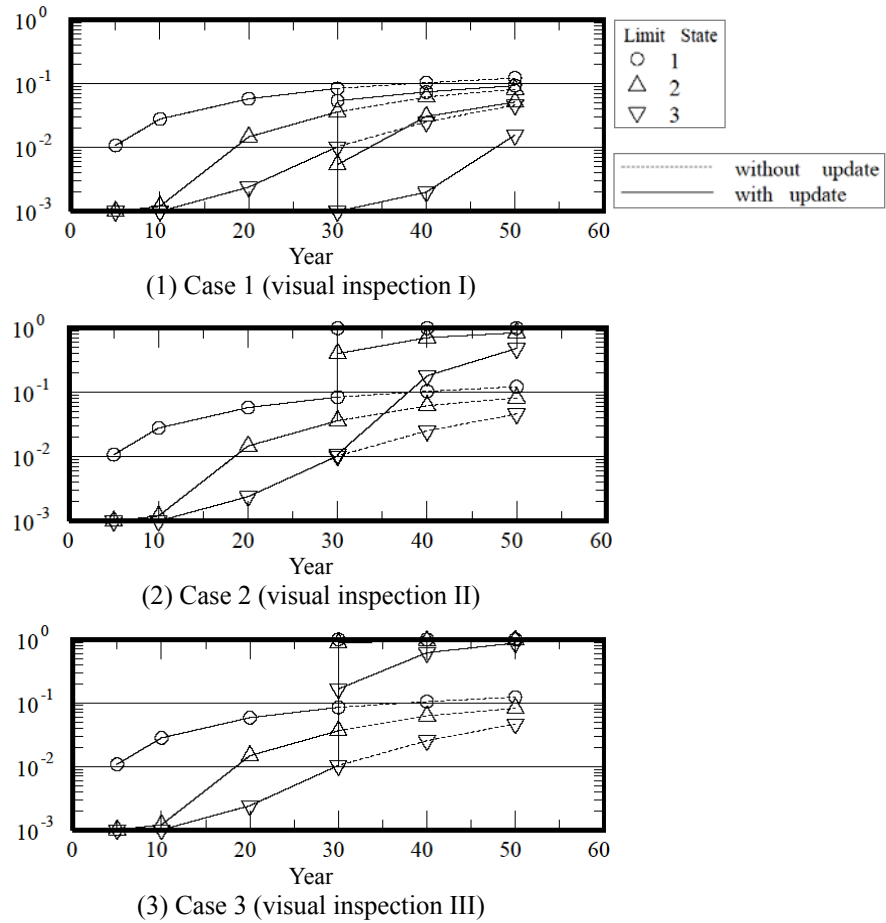 10^0
10^-1
10^-2
10^-3
0 10 20 30 40 50 60
Year
(1) Case 1 (visual inspection I)
Limit State
1
2
3
without update
with update
10^0
10^-1
10^-2
10^-3
0 10 20 30 40 50 60
Year
(2) Case 2 (visual inspection II)
10^0
10^-1
10^-2
10^-3
0 10 20 30 40 50 60
Year
(3) Case 3 (visual inspection III)